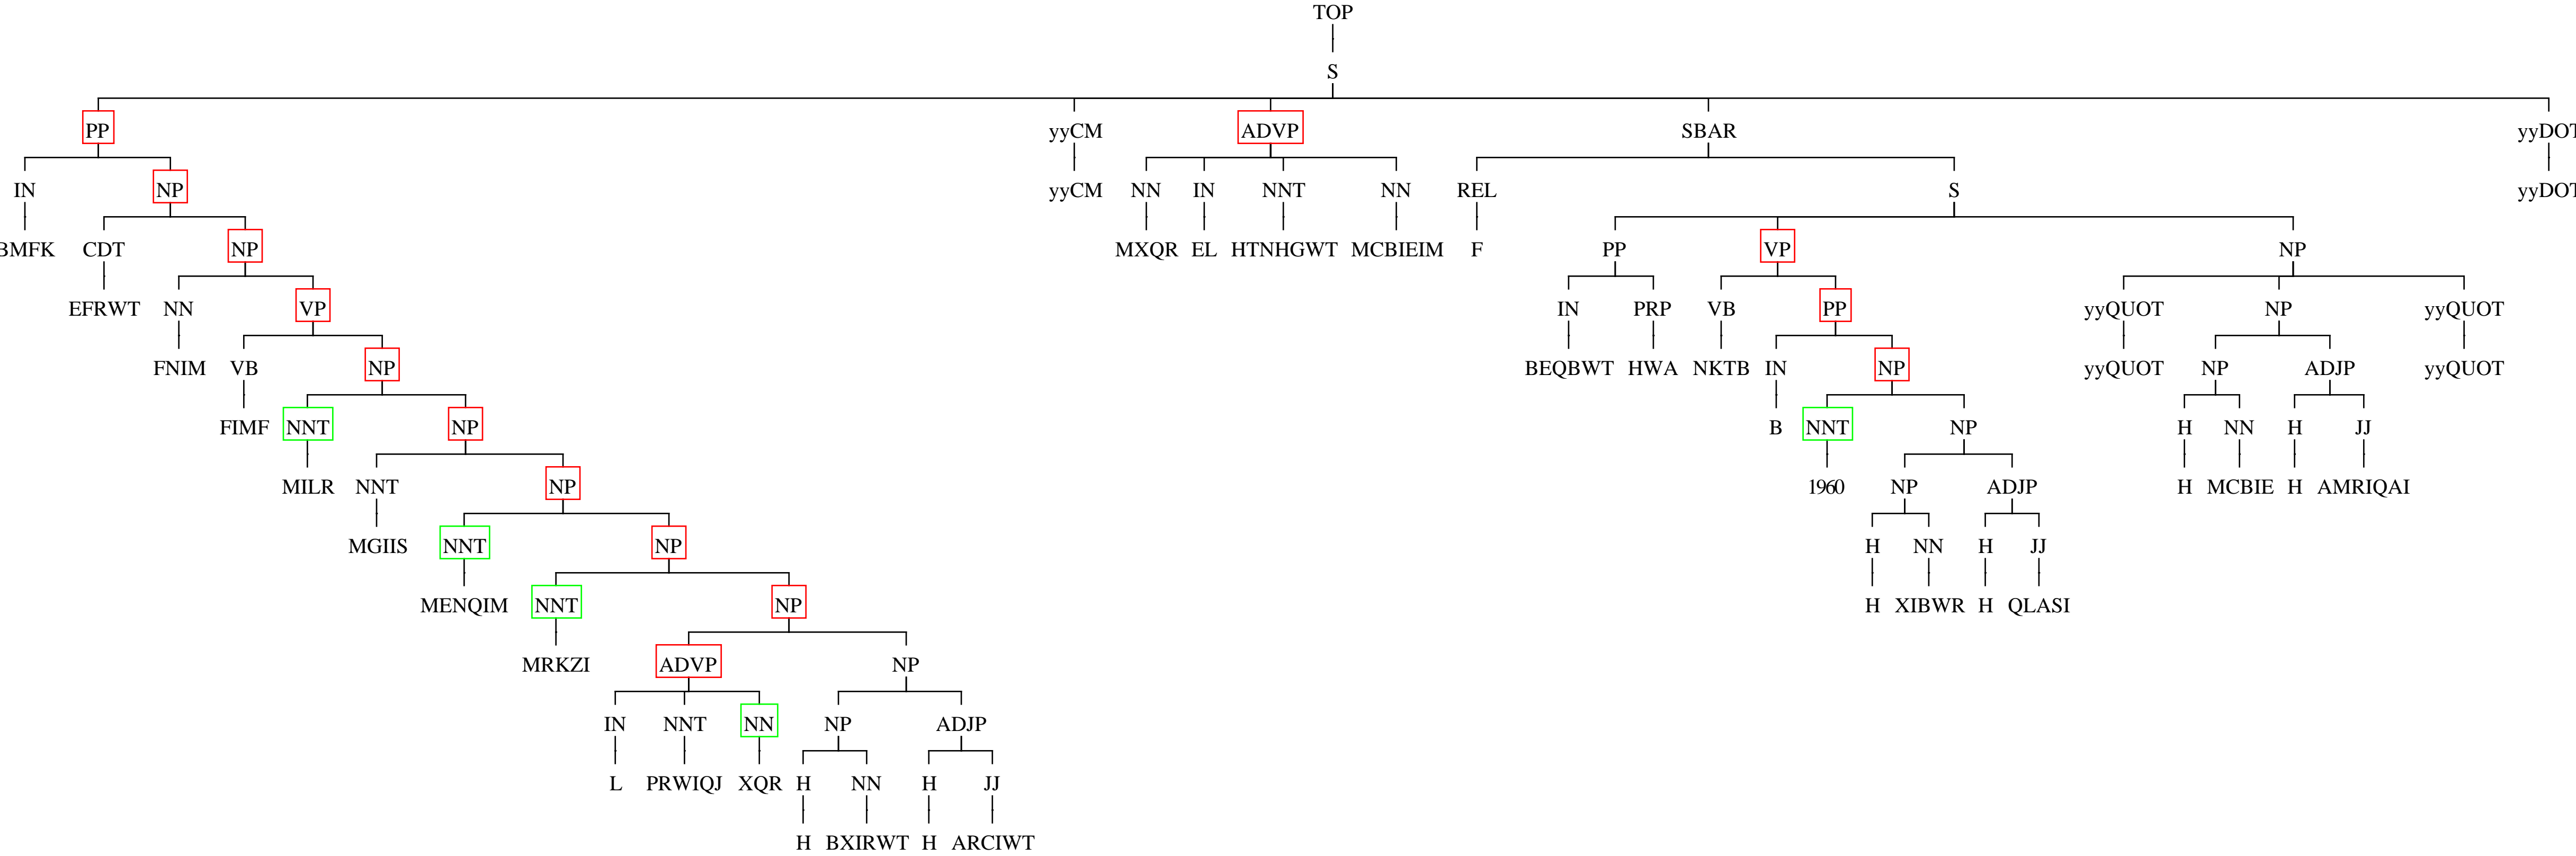 TOP
S
PP yyCM ADVP SBAR yyDOT
IN NP yyCM NN IN NNT NN REL S yyDOT
BMFK CDT NP MXQR EL HTNHGWT MCBIEIM F PP VP NP
EFRWT NN VP IN PRP VB PP yyQUOT NP yyQUOT
FNIM VB NP BEQBWT HWA NKTB IN NP yyQUOT NP ADJP yyQUOT
FIMF NNT NP B NNT NP H NN H JJ
MILR NNT NP 1960 NP ADJP H MCBIE H AMRIQAI
MGIIS NNT NP H NN H JJ
MENQIM NNT NP H XIBWR H QLASI
MRKZI ADVP NP
IN NNT NN NP ADJP
L PRWIQJ XQR H NN H JJ
H BXIRWT H ARCIWT